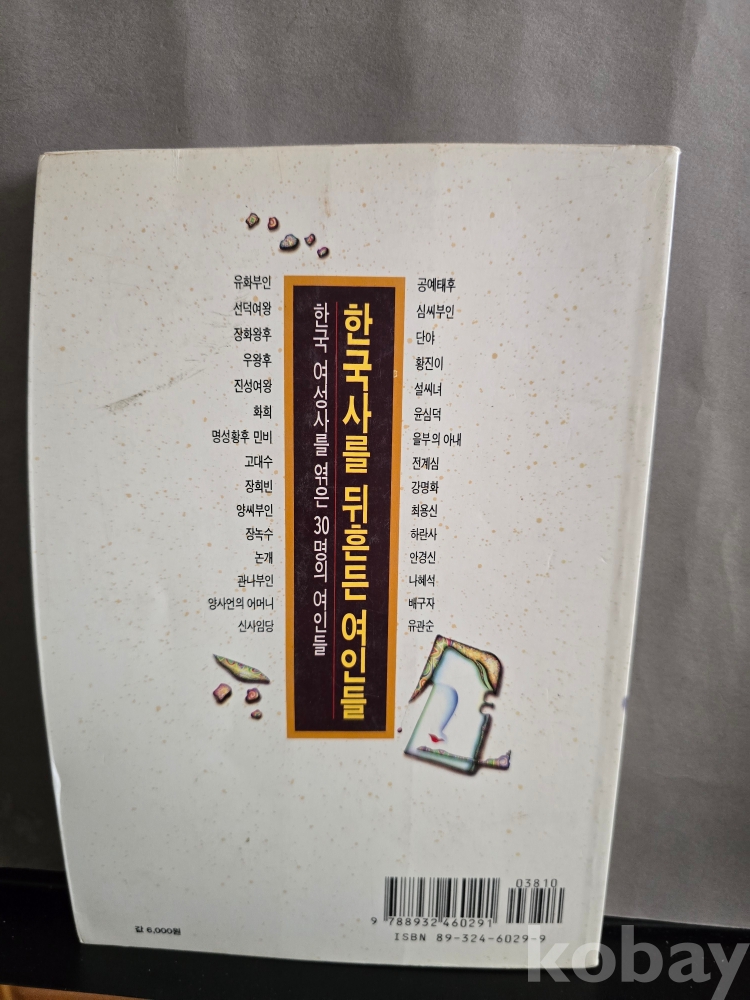 유화부인
선덕여왕
장화왕후
우왕후
진성여왕
화희
명성황후 민비
고대수
장희빈
양씨부인
장녹수
논개
관나부인
양사언의 어머니
신사임당
한국사를 뒤흔든 여인들
한국 여성사를 엮은 30명의 여인들
공예태후
심씨부인
단야
황진이
설씨녀
윤심덕
을부의 아내
전계심
강명화
최용신
하란사
안경신
나혜석
배구자
유관순
값 6,000원
03810
9 788932 460291
ISBN 89-324-6029-9
kobay